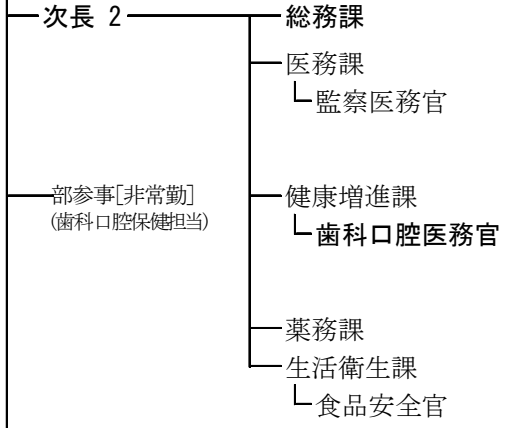 次長 2
総務課
医務課
監察医務官
部参事[非常勤]
(歯科口腔保健担当)
健康増進課
歯科口腔医務官
薬務課
生活衛生課
食品安全官